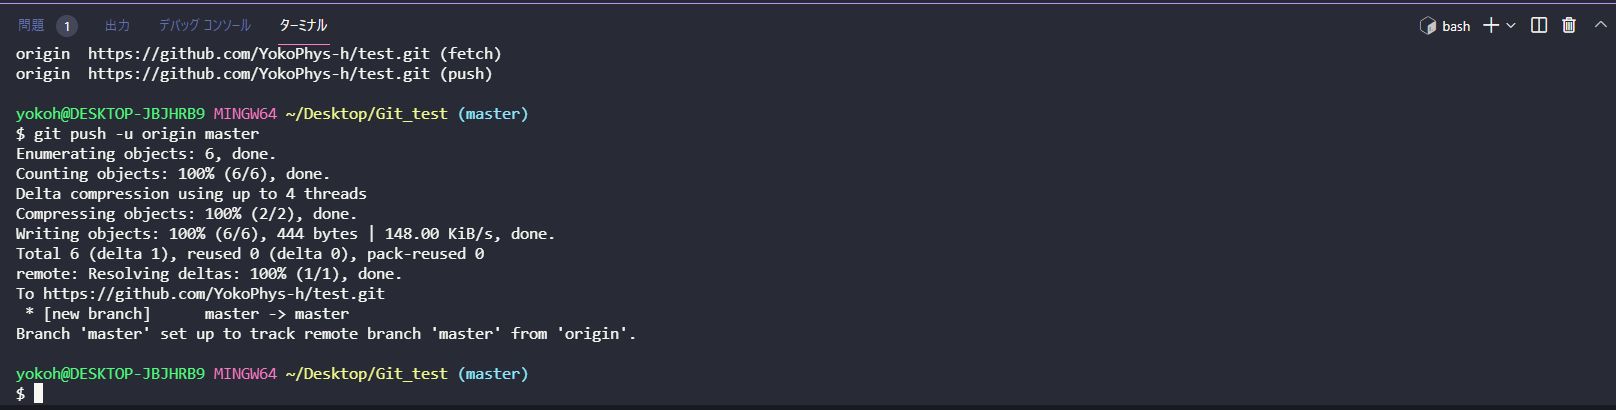 問題 1 出力 デバッグ コンソール ターミナル bash
origin  https://github.com/YokoPhys-h/test.git (fetch)
origin  https://github.com/YokoPhys-h/test.git (push)
yokoh@DESKTOP-JBJHRB9 MINGW64 ~/Desktop/Git_test (master)
$ git push -u origin master
Enumerating objects: 6, done.
Counting objects: 100% (6/6), done.
Delta compression using up to 4 threads
Compressing objects: 100% (2/2), done.
Writing objects: 100% (6/6), 444 bytes | 148.00 KiB/s, done.
Total 6 (delta 1), reused 0 (delta 0), pack-reused 0
remote: Resolving deltas: 100% (1/1), done.
To https://github.com/YokoPhys-h/test.git
 * [new branch]      master -> master
Branch 'master' set up to track remote branch 'master' from 'origin'.
yokoh@DESKTOP-JBJHRB9 MINGW64 ~/Desktop/Git_test (master)
$